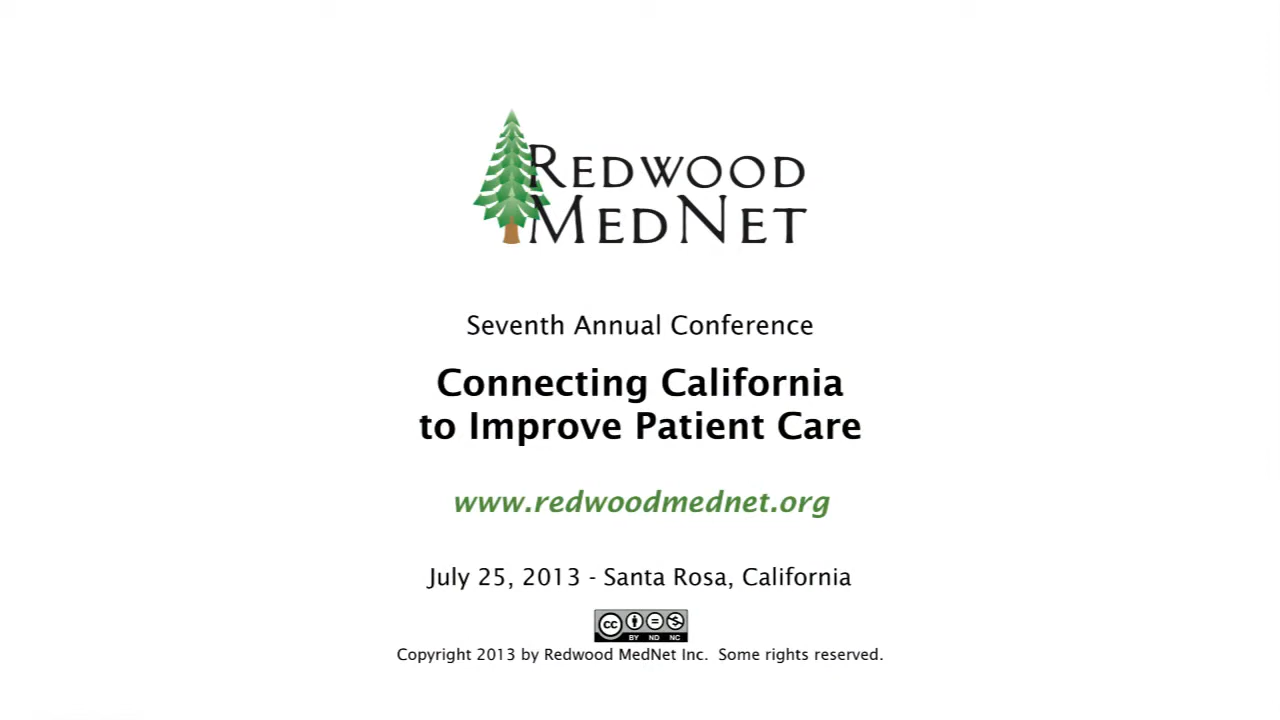 REDWOOD
MEDNET
Seventh Annual Conference
Connecting California
to Improve Patient Care
www.redwoodmednet.org
July 25, 2013 - Santa Rosa, California
cc
BY ND NC
Copyright 2013 by Redwood MedNet Inc. Some rights reserved.